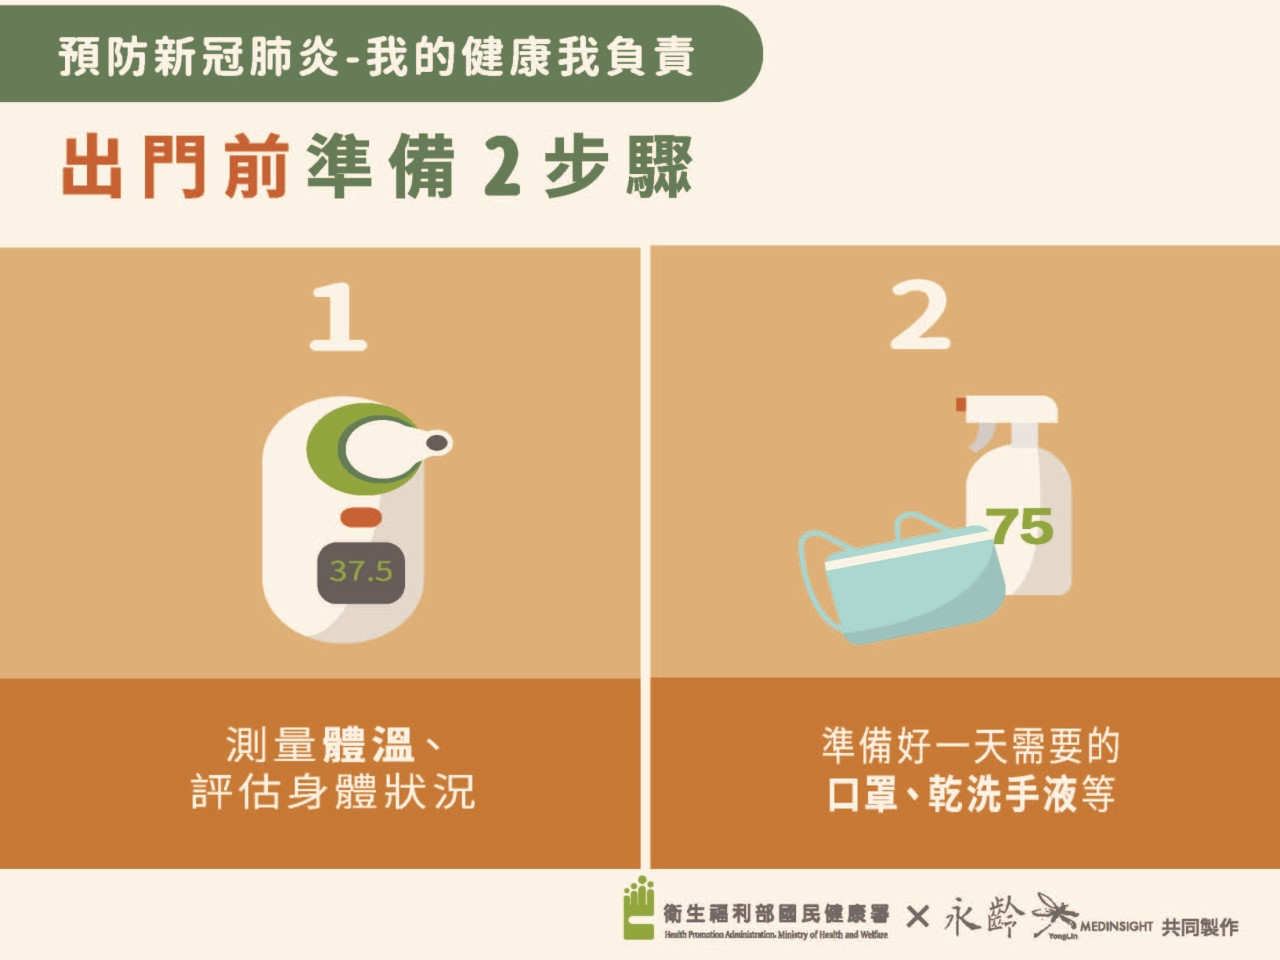 預防新冠肺炎-我的健康我負責
出門前準備2步驟
1
2
37.5
75
測量體溫、
評估身體狀況
準備好一天需要的
口罩、乾洗手液等
衛生福利部國民健康署
Health Promotion Administration, Ministry of Health and Welfare
×
永齡
YongLin
MEDINSIGHT 共同製作